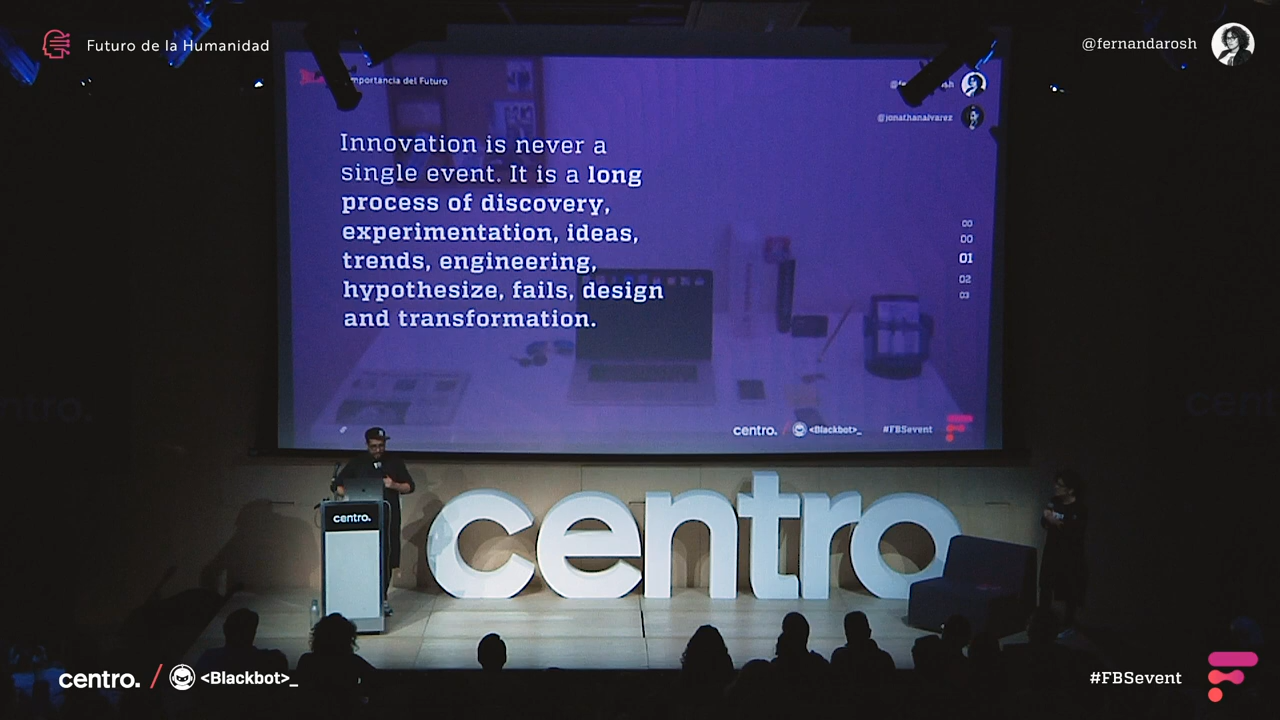 Futuro de la Humanidad
@fernandarosh
mportancia del Futuro
@jonathanalvarez
Innovation is never a
single event. It is a long
process of discovery,
experimentation, ideas,
trends, engineering,
hypothesize, fails, design
and transformation.
00
00
01
02
03
centro. / <Blackbot>_ #FBSevent
centro.
centro
centro. / <Blackbot>_
#FBSevent